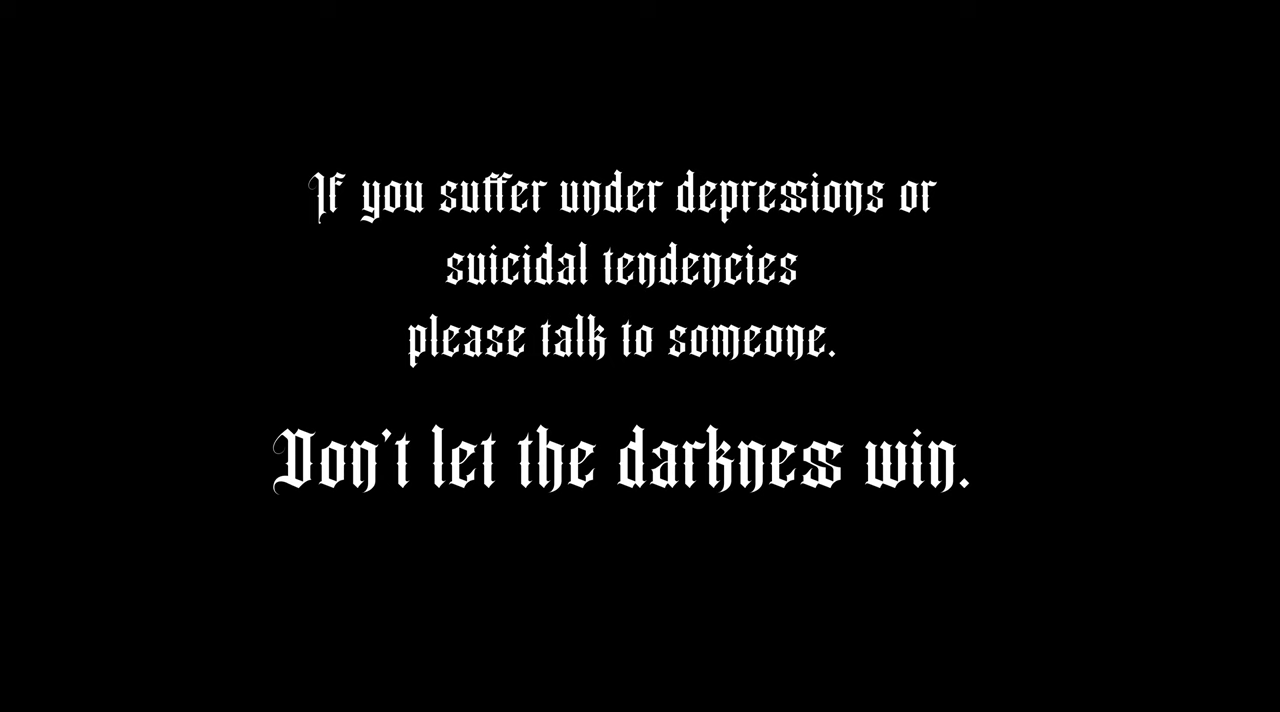 If you suffer under depressions or
suicidal tendencies
please talk to someone.
Don't let the darkness win.